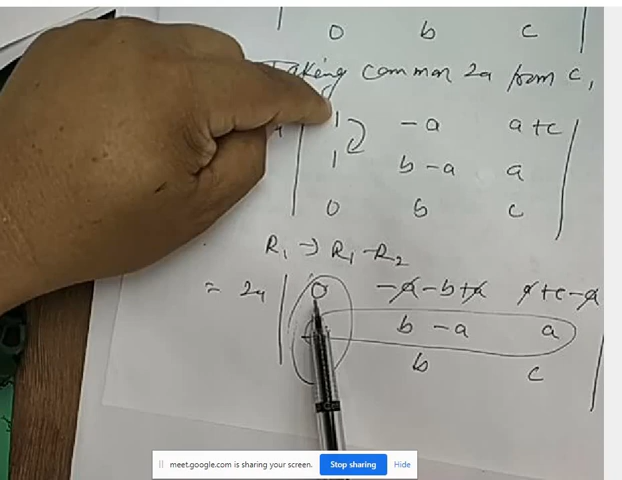 0 b c
Taking common 2a from c,
1 -a a+c
1 b-a a
0 b c
R₁ → R₁-R₂
= 2a 0 -a-b+a a+c-a
b-a a
b c
meet.google.com is sharing your screen. Stop sharing Hide